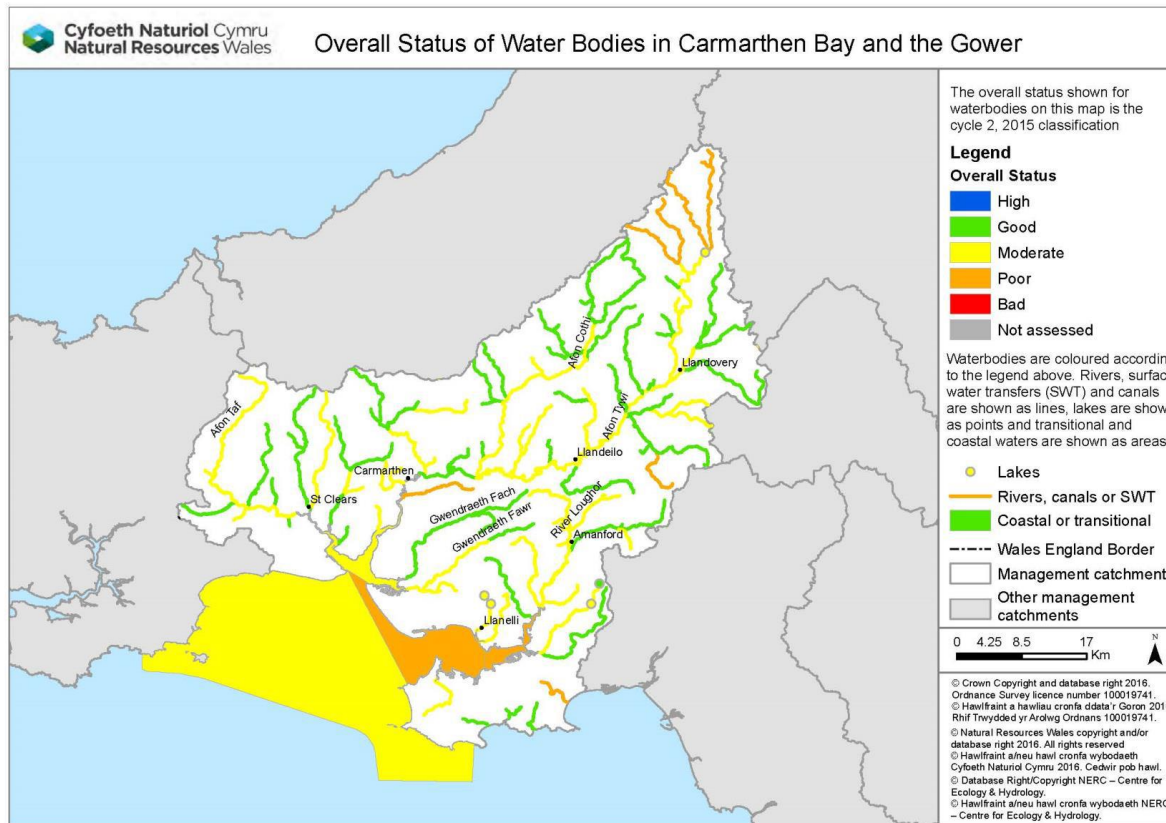 Cyfoeth Naturiol Cymru
Natural Resources Wales
Overall Status of Water Bodies in Carmarthen Bay and the Gower
The overall status shown for
waterbodies on this map is the
cycle 2, 2015 classification
Legend
Overall Status
High
Good
Moderate
Poor
Bad
Not assessed
Waterbodies are coloured accordin
to the legend above. Rivers, surfac
water transfers (SWT) and canals
are shown as lines, lakes are show
as points and transitional and
coastal waters are shown as areas
Lakes
Rivers, canals or SWT
Coastal or transitional
Wales England Border
Management catchment
Other management
catchments
0 4.25 8.5 17
Km
N
© Crown Copyright and database right 2016.
Ordnance Survey licence number 100019741.
© Hawlfraint a hawliau cronfa ddata'r Goron 201
Rhif Trwydded yr Arolwg Ordnans 100019741.
© Natural Resources Wales copyright and/or
database right 2016. All rights reserved
© Hawlfraint a/neu hawl cronfa wybodaeth
Cyfoeth Naturiol Cymru 2016. Cedwir pob hawl.
© Database Right/Copyright NERC – Centre for
Ecology & Hydrology.
© Hawlfraint a/neu hawl cronfa wybodaeth NERC
– Centre for Ecology & Hydrology.
Afon Cothi
Llandovery
Afon Taf
Afon Tywi
Llandeilo
Carmarthen
St Clears
Gwendraeth Fach
Gwendraeth Fawr
River Loughor
Amanford
Llanelli